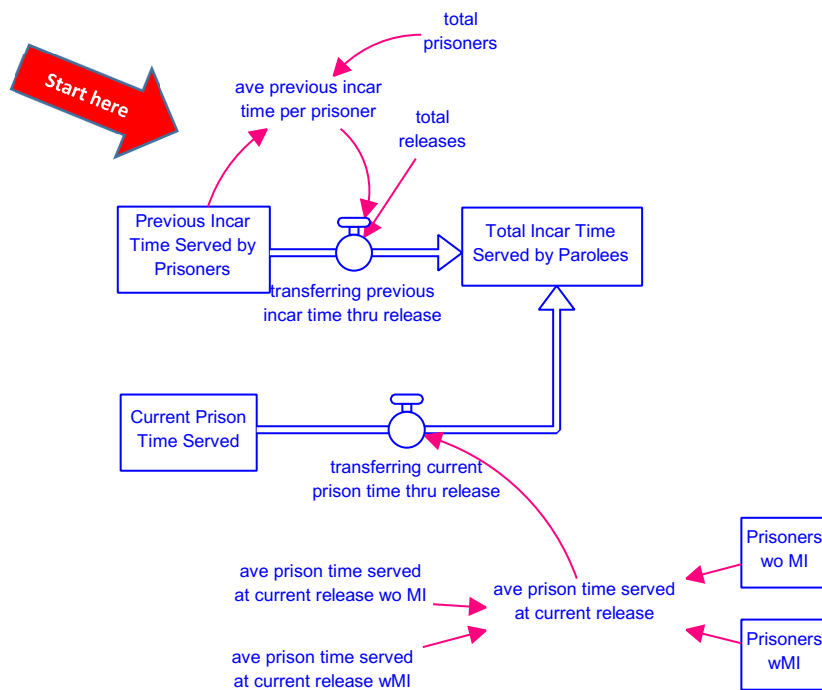 total
prisoners
Start here
ave previous incar
time per prisoner
total
releases
Previous Incar
Time Served by
Prisoners
Total Incar Time
Served by Parolees
transferring previous
incar time thru release
Current Prison
Time Served
transferring current
prison time thru release
Prisoners
wo MI
ave prison time served
at current release wo MI
ave prison time served
at current release
ave prison time served
at current release wMI
Prisoners
wMI